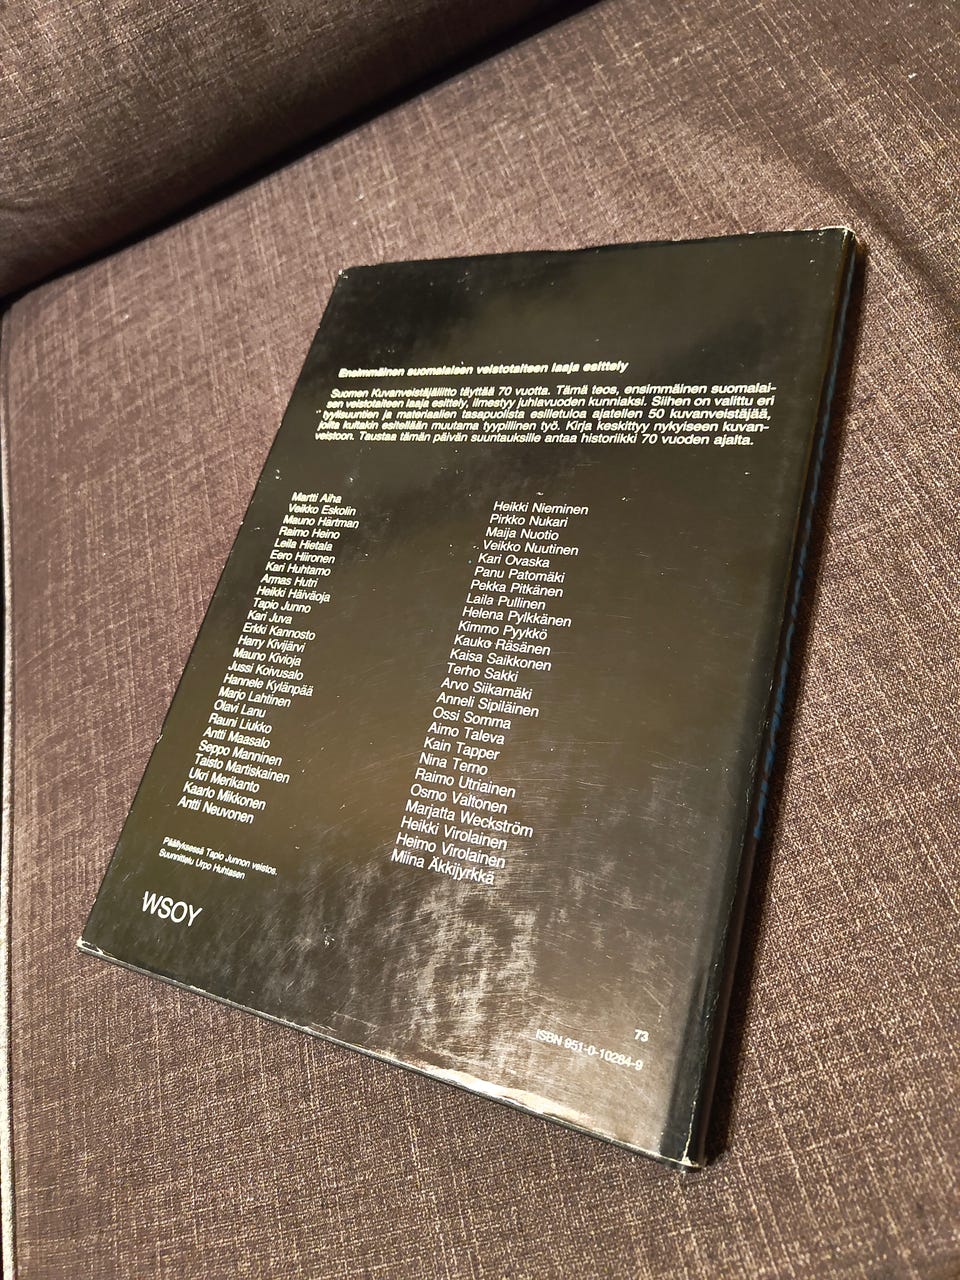 Ensimmäinen suomalaisen veistotaiteen laaja esittely
Suomen Kuvanveistäjäliitto täyttää 70 vuotta. Tämä teos, ensimmäinen suomalai-
sen veistotaiteen laaja esittely, ilmestyy juhlavuoden kunniaksi. Siihen on valittu eri
tyylisuuntien ja materiaalien tasapuolista esilletuloa ajatellen 50 kuvanveistäjää,
joilta kultakin esitellään muutama tyypillinen työ. Kirja keskittyy nykyiseen kuvan-
veistoon. Taustaa tämän päivän suuntauksille antaa historiikki 70 vuoden ajalta.
Martti Aiha
Veikko Eskolin
Mauno Hartman
Raimo Heino
Leila Hietala
Eero Hiironen
Kari Huhtamo
Armas Hutri
Heikki Häiväoja
Tapio Junno
Kari Juva
Erkki Kannosto
Harry Kivijärvi
Mauno Kivioja
Jussi Koivusalo
Hannele Kylänpää
Marjo Lahtinen
Olavi Lanu
Rauni Liukko
Antti Maasalo
Seppo Manninen
Taisto Martiskainen
Ukri Merikanto
Kaarlo Mikkonen
Antti Neuvonen
Heikki Nieminen
Pirkko Nukari
Maija Nuotio
Veikko Nuutinen
Kari Ovaska
Panu Patomäki
Pekka Pitkänen
Laila Pullinen
Helena Pylkkänen
Kimmo Pyykkö
Kauko Räsänen
Kaisa Saikkonen
Terho Sakki
Arvo Siikamäki
Anneli Sipiläinen
Ossi Somma
Aimo Taleva
Kain Tapper
Nina Terno
Raimo Utriainen
Osmo Valtonen
Marjatta Weckström
Heikki Virolainen
Heimo Virolainen
Miina Äkkijyrkkä
Päällyksessä Tapio Junnon veistos.
Suunnittelu Urpo Huhtasen
WSOY
73
ISBN 951-0-10284-9